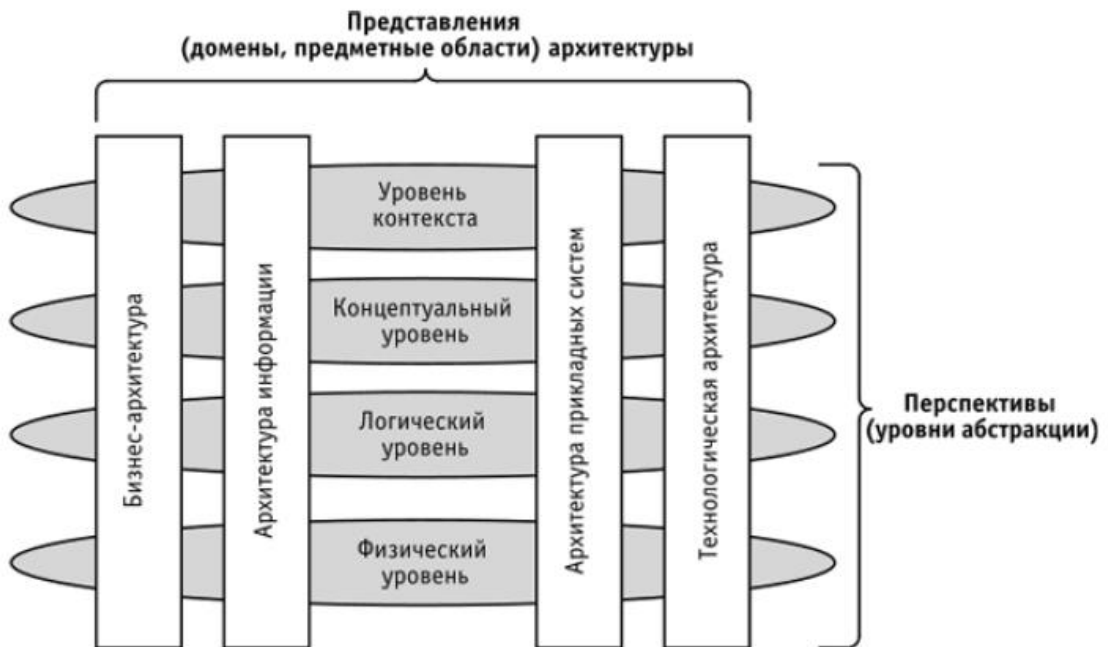 Представления
(домены, предметные области) архитектуры
Бизнес-архитектура
Архитектура информации
Уровень
контекста
Концептуальный
уровень
Логический
уровень
Физический
уровень
Архитектура прикладных систем
Технологическая архитектура
Перспективы
(уровни абстракции)